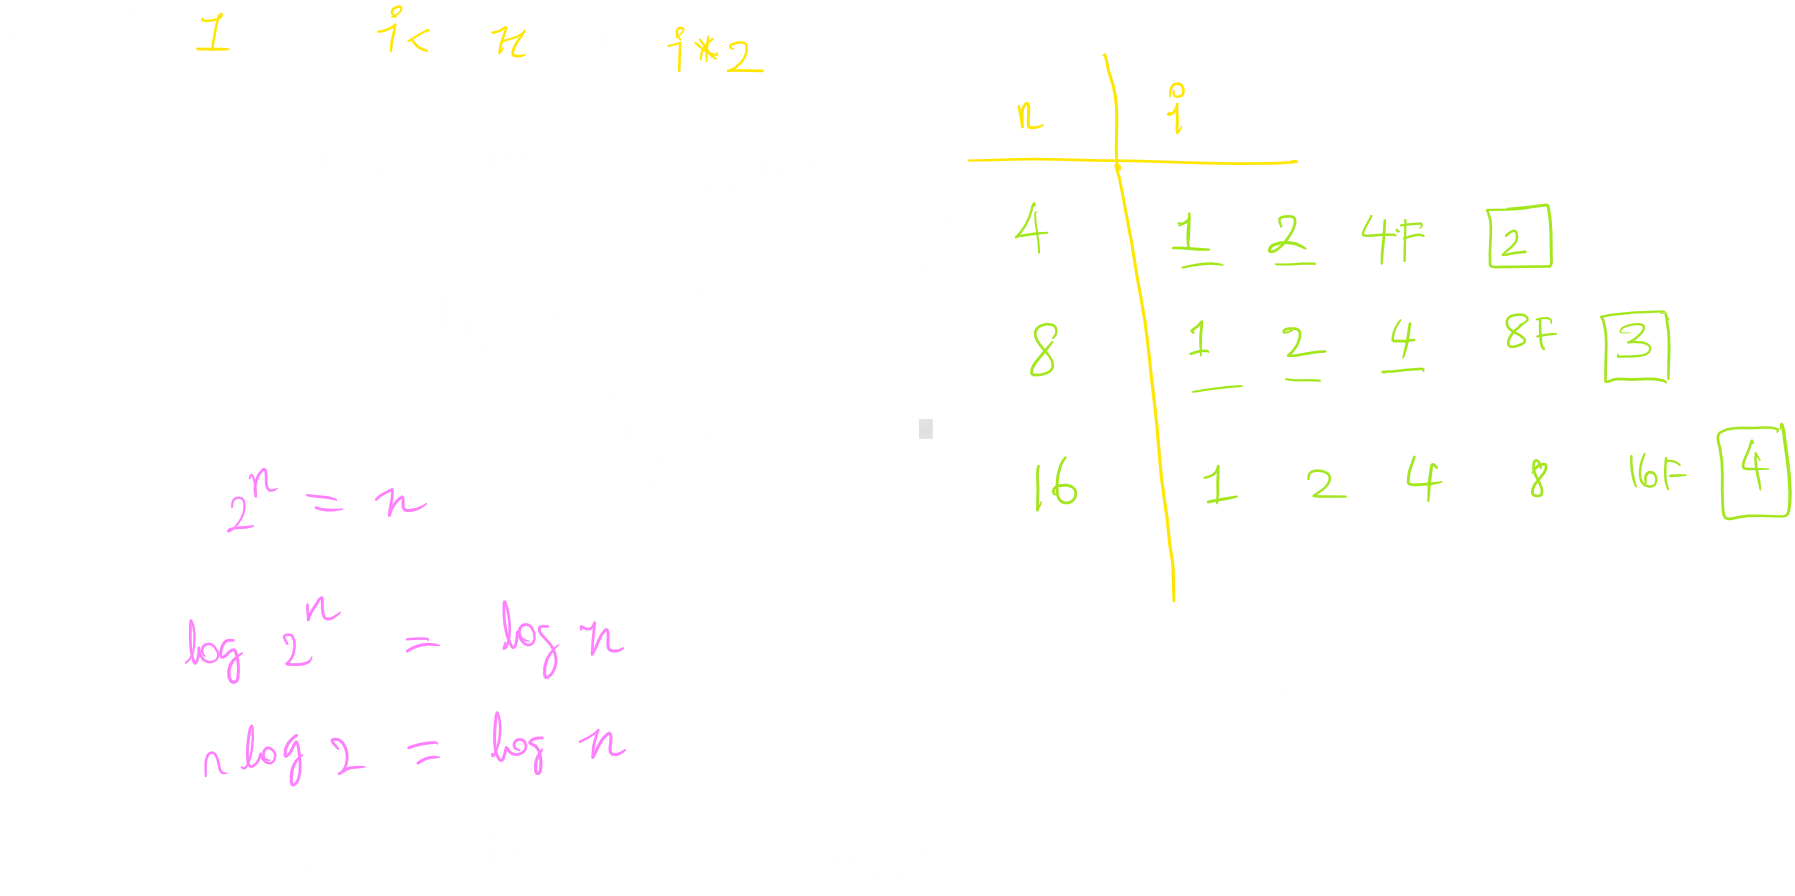 1 i< n i*2
n i
4 1 2 4F 2
8 1 2 4 8F 3
16 1 2 4 8 16F 4
2^n = n
log 2^n = log n
n log 2 = log n